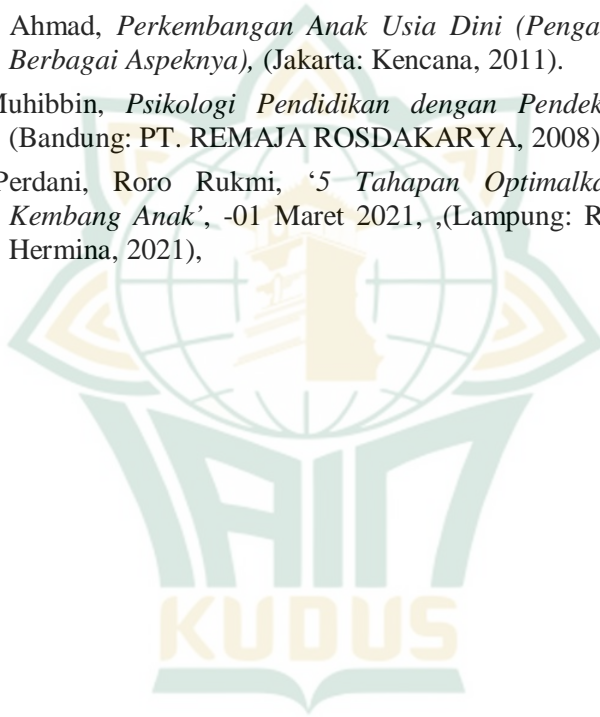 Ahmad, Perkembangan Anak Usia Dini (Penga
Berbagai Aspeknya), (Jakarta: Kencana, 2011).
Muhibbin, Psikologi Pendidikan dengan Pendek
(Bandung: PT. REMAJA ROSDAKARYA, 2008)
Perdani, Roro Rukmi, ‘5 Tahapan Optimalka
Kembang Anak’, -01 Maret 2021, ,(Lampung: R
Hermina, 2021),
IAIN
KUDUS